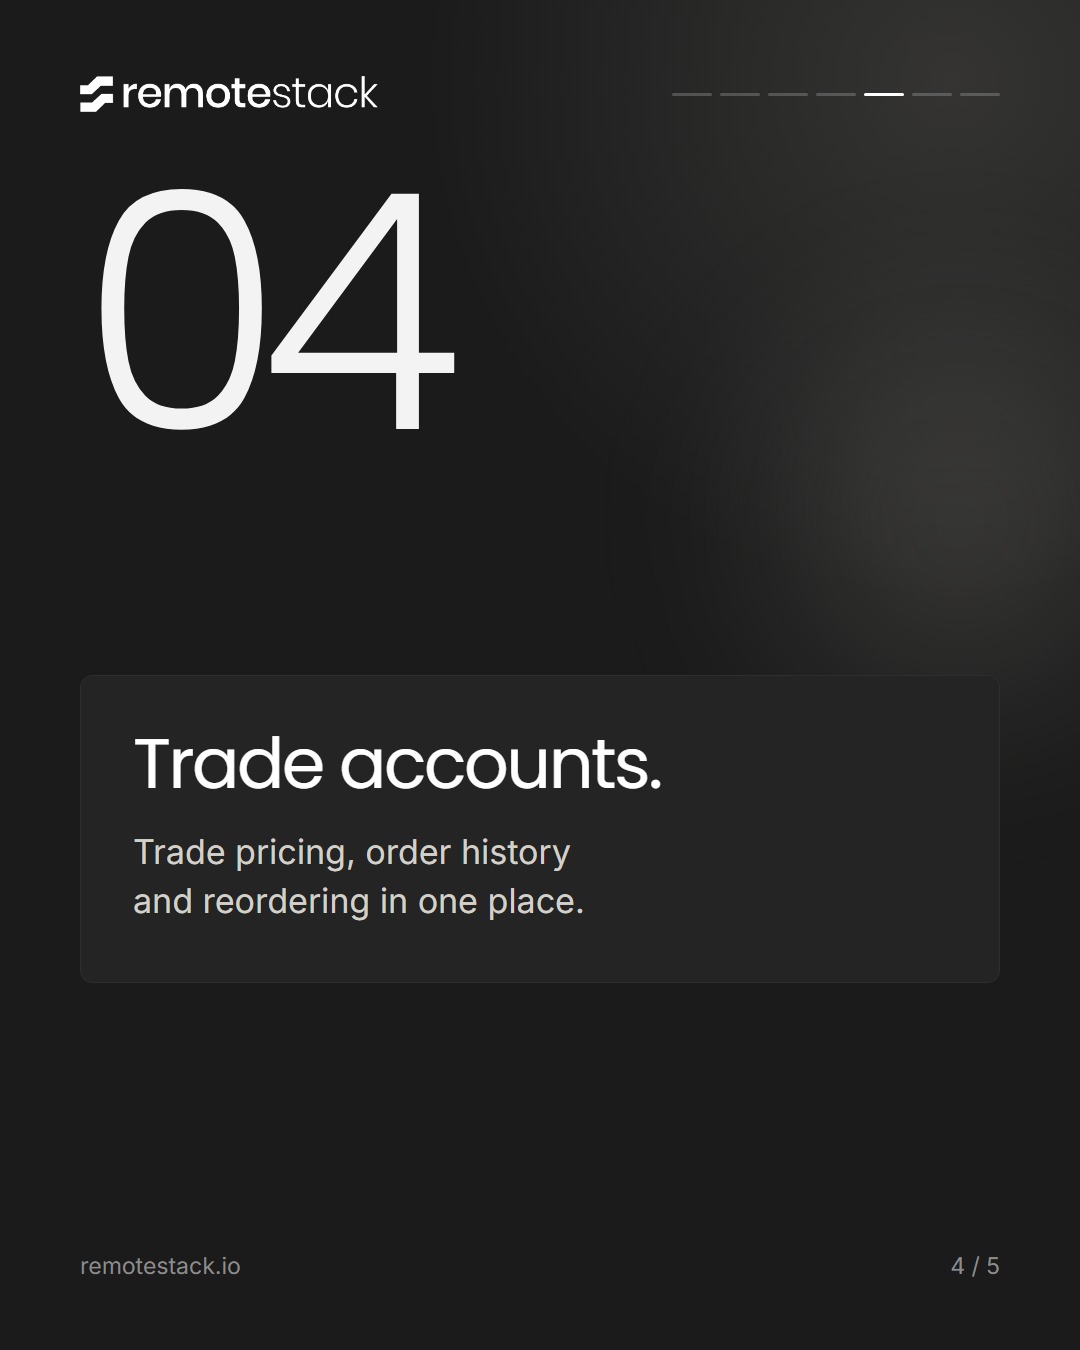 remotestack
04
Trade accounts.
Trade pricing, order history
and reordering in one place.
remotestack.io
4 / 5